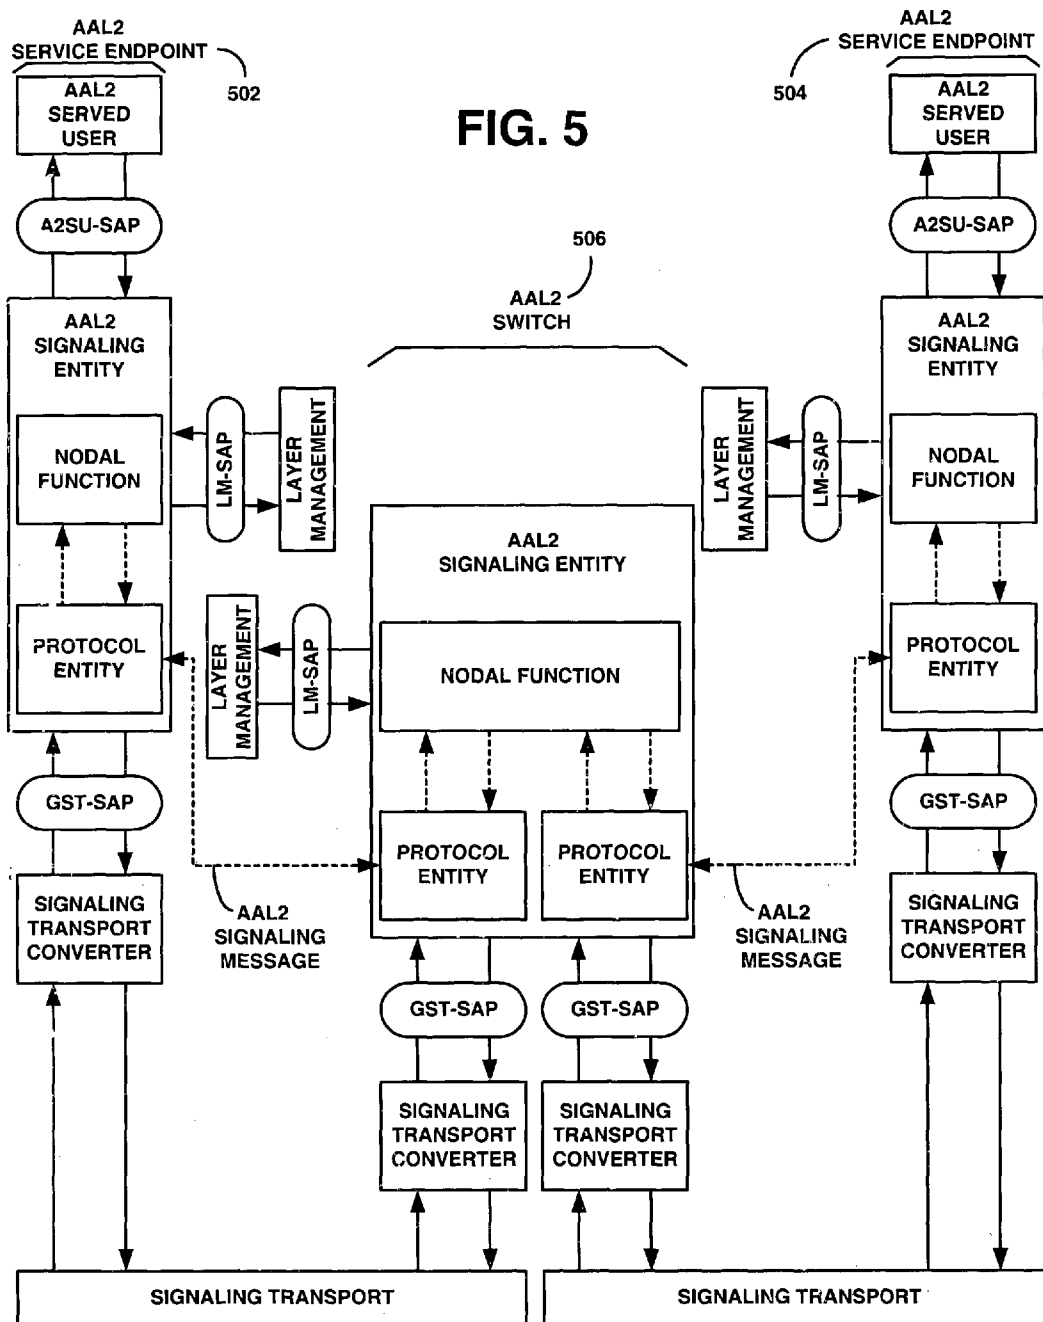 AAL2
SERVICE ENDPOINT
502
AAL2
SERVED
USER
A2SU-SAP
AAL2
SIGNALING
ENTITY
NODAL
FUNCTION
PROTOCOL
ENTITY
LM-SAP
LAYER
MANAGEMENT
GST-SAP
SIGNALING
TRANSPORT
CONVERTER
FIG. 5
506
AAL2
SWITCH
AAL2
SIGNALING ENTITY
NODAL FUNCTION
LAYER
MANAGEMENT
LM-SAP
PROTOCOL
ENTITY
PROTOCOL
ENTITY
AAL2
SIGNALING
MESSAGE
AAL2
SIGNALING
MESSAGE
GST-SAP
GST-SAP
SIGNALING
TRANSPORT
CONVERTER
SIGNALING
TRANSPORT
CONVERTER
AAL2
SERVICE ENDPOINT
504
AAL2
SERVED
USER
A2SU-SAP
AAL2
SIGNALING
ENTITY
NODAL
FUNCTION
PROTOCOL
ENTITY
LAYER
MANAGEMENT
LM-SAP
GST-SAP
SIGNALING
TRANSPORT
CONVERTER
SIGNALING TRANSPORT
SIGNALING TRANSPORT